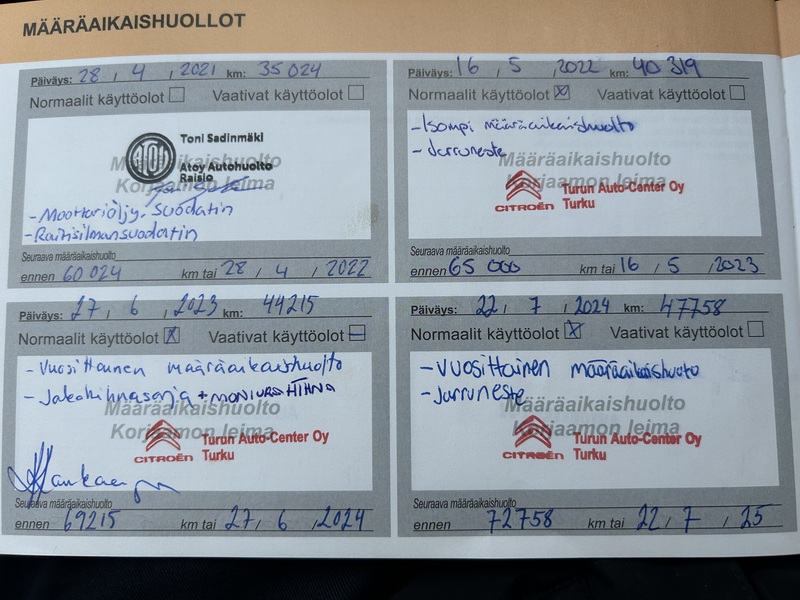 MÄÄRÄAIKAISHUOLLOT
Päiväys: 28 / 4 / 2021 km: 35 024
Normaalit käyttöolot Vaativat käyttöolot
Toni Sadinmäki
Atoy Autohuolto
Raisio
Määräaikaishuolto
Korjaamon leima
- Moottoriöljy, suodatin
- Raitisilmansuodatin
Seuraava määräaikaishuolto
ennen 60 024 km tai 28 / 4 / 2022
Päiväys: 16 / 5 / 2022 km: 40 319
Normaalit käyttöolot Vaativat käyttöolot
- Isompi määräaikaishuolto
- Jarruneste
Määräaikaishuolto
Korjaamon leima
CITROËN Turun Auto-Center Oy
Turku
Seuraava määräaikaishuolto
ennen 65 000 km tai 16 / 5 / 2023
Päiväys: 27 / 6 / 2023 km: 44215
Normaalit käyttöolot Vaativat käyttöolot
- Vuosittainen määräaikaishuolto
- Jakohihnasarja + MONIURAHIHNA
Määräaikaishuolto
Korjaamon leima
CITROËN Turun Auto-Center Oy
Turku
Seuraava määräaikaishuolto
ennen 69215 km tai 27 / 6 / 2024
Päiväys: 22 / 7 / 2024 km: 47758
Normaalit käyttöolot Vaativat käyttöolot
- Vuosittainen määräaikaishuolto
- Jarruneste
Määräaikaishuolto
Korjaamon leima
CITROËN Turun Auto-Center Oy
Turku
Seuraava määräaikaishuolto
ennen 72758 km tai 22 / 7 / 25